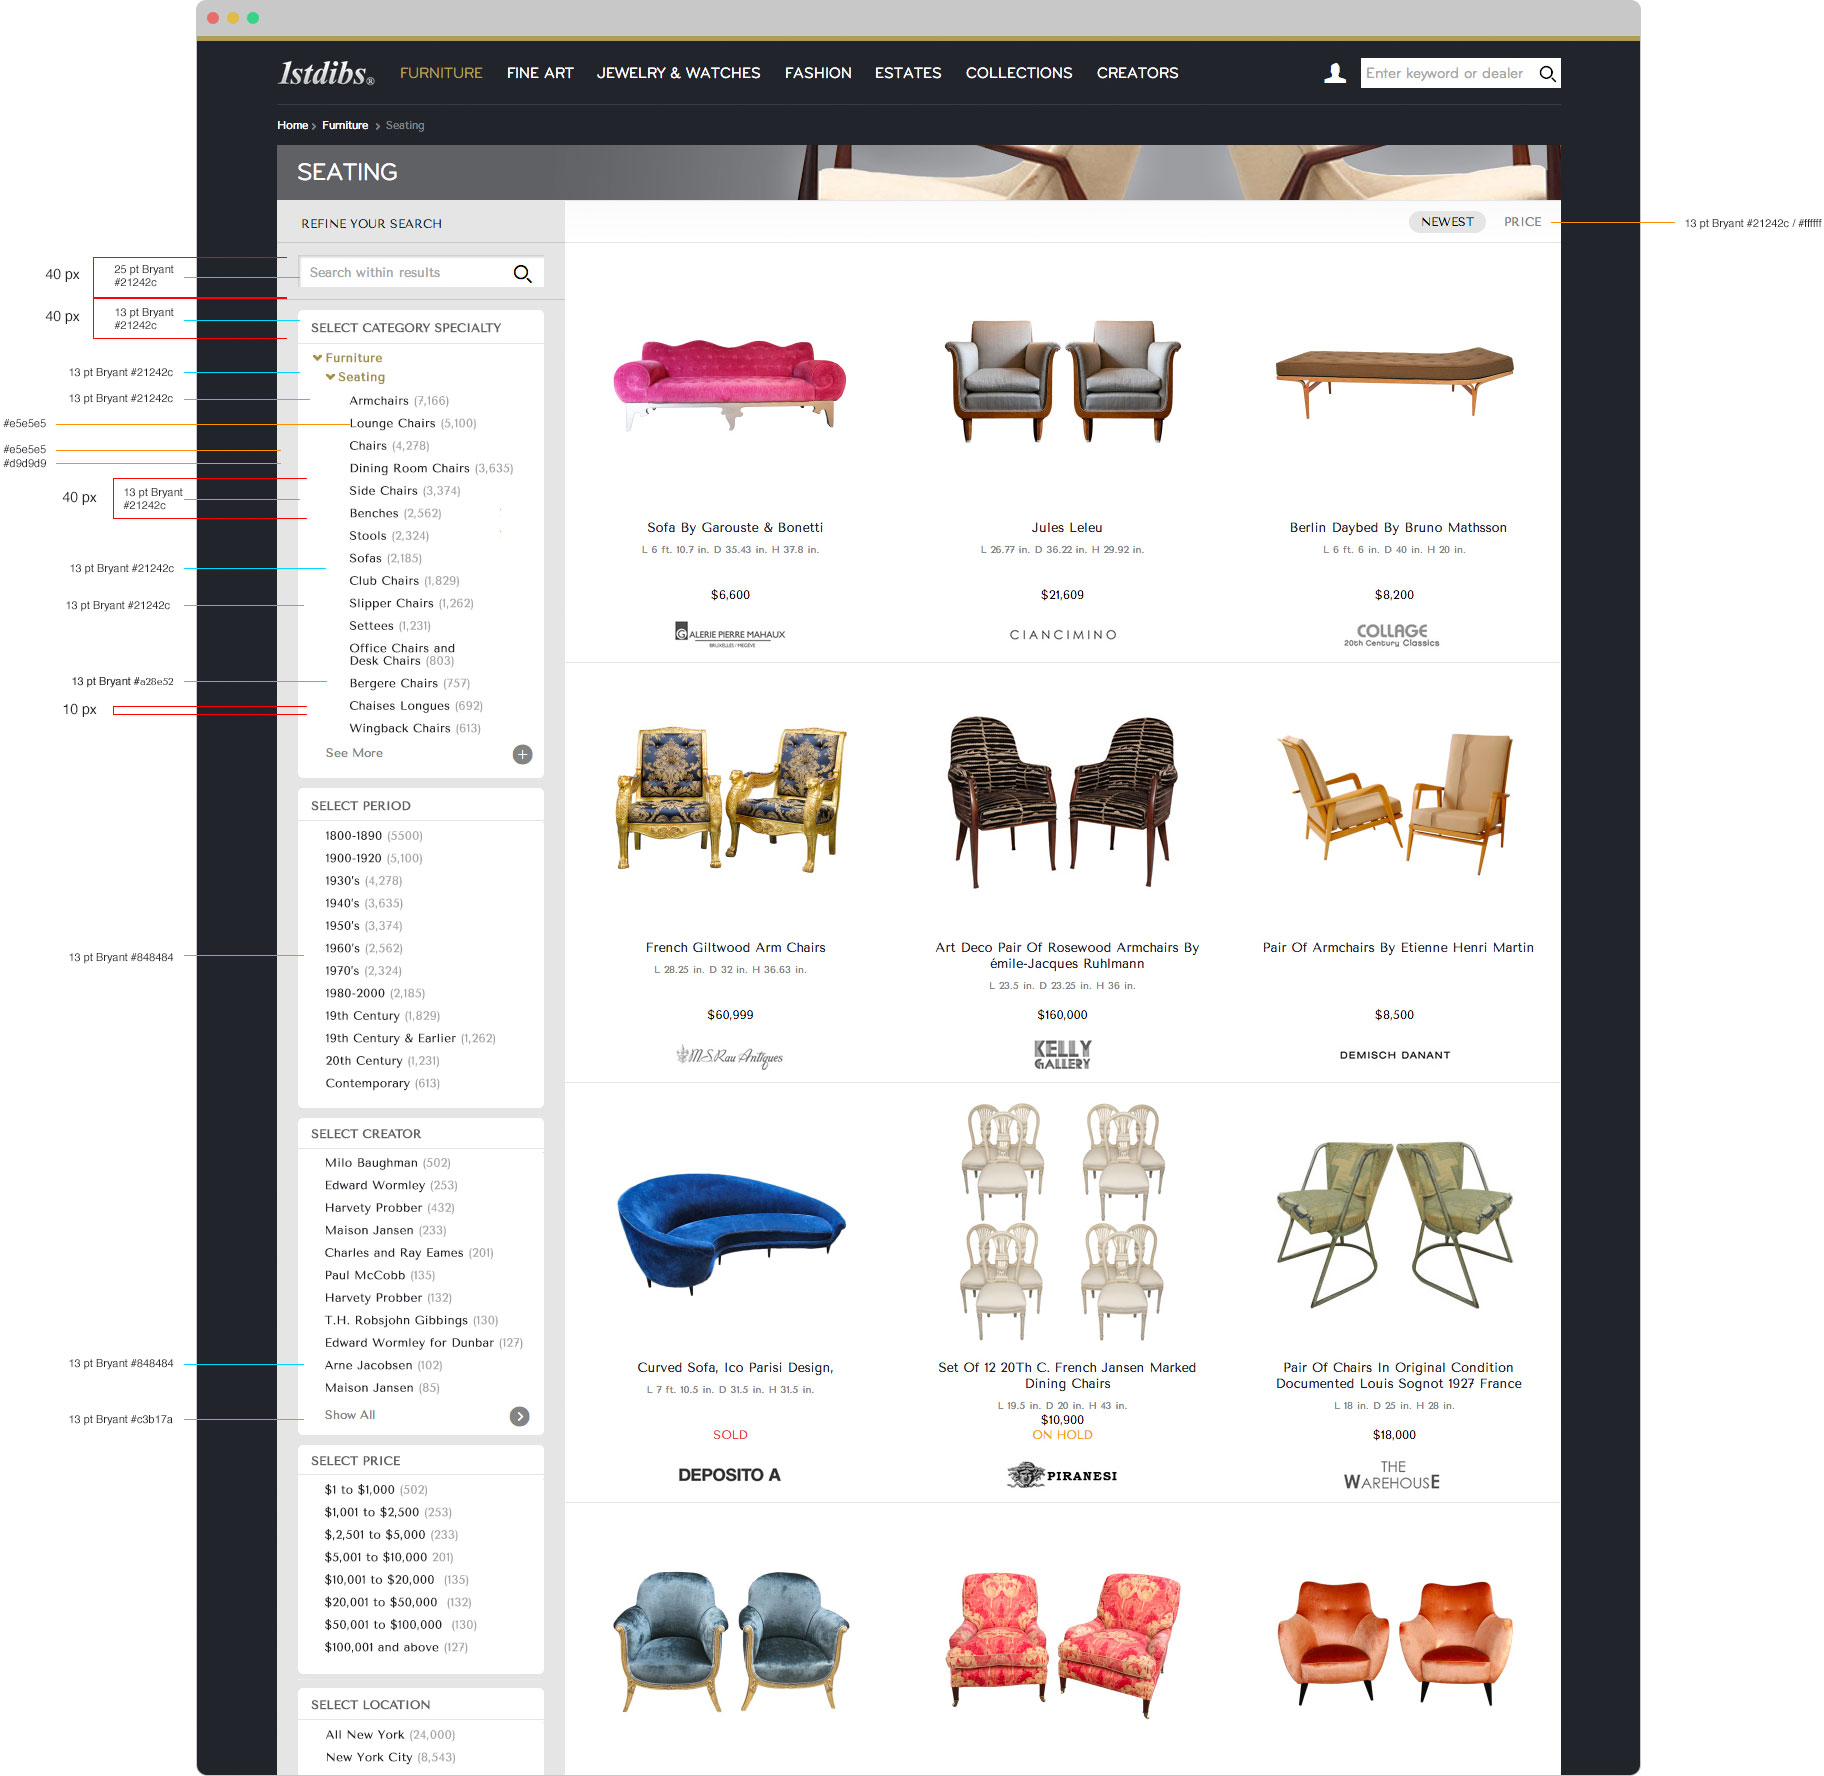 1stdibs®
FURNITURE
FINE ART
JEWELRY & WATCHES
FASHION
ESTATES
COLLECTIONS
CREATORS
Enter keyword or dealer
Home › Furniture › Seating
SEATING
REFINE YOUR SEARCH
NEWEST
PRICE
13 pt Bryant #21242c / #ffffff
40 px
25 pt Bryant
#21242c
Search within results
40 px
13 pt Bryant
#21242c
SELECT CATEGORY SPECIALTY
Furniture
13 pt Bryant #21242c
Seating
13 pt Bryant #21242c
Armchairs (7,166)
#e5e5e5
Lounge Chairs (5,100)
Chairs (4,278)
#e5e5e5
#d9d9d9
Dining Room Chairs (3,635)
40 px
13 pt Bryant
#21242c
Side Chairs (3,374)
Benches (2,562)
Stools (2,324)
Sofas (2,185)
13 pt Bryant #21242c
Club Chairs (1,829)
13 pt Bryant #21242c
Slipper Chairs (1,262)
Settees (1,231)
Office Chairs and
Desk Chairs (803)
13 pt Bryant #a28e52
Bergere Chairs (757)
10 px
Chaises Longues (692)
Wingback Chairs (613)
See More
SELECT PERIOD
1800-1890 (5500)
1900-1920 (5,100)
1930's (4,278)
1940's (3,635)
1950's (3,374)
1960's (2,562)
13 pt Bryant #848484
1970's (2,324)
1980-2000 (2,185)
19th Century (1,829)
19th Century & Earlier (1,262)
20th Century (1,231)
Contemporary (613)
SELECT CREATOR
Milo Baughman (502)
Edward Wormley (253)
Harvety Probber (432)
Maison Jansen (233)
Charles and Ray Eames (201)
Paul McCobb (135)
Harvety Probber (132)
T.H. Robsjohn Gibbings (130)
Edward Wormley for Dunbar (127)
13 pt Bryant #848484
Arne Jacobsen (102)
Maison Jansen (85)
13 pt Bryant #c3b17a
Show All
SELECT PRICE
$1 to $1,000 (502)
$1,001 to $2,500 (253)
$,2,501 to $5,000 (233)
$5,001 to $10,000 201)
$10,001 to $20,000 (135)
$20,001 to $50,000 (132)
$50,001 to $100,000 (130)
$100,001 and above (127)
SELECT LOCATION
All New York (24,000)
New York City (8,543)
Sofa By Garouste & Bonetti
L 6 ft. 10.7 in. D 35.43 in. H 37.8 in.
$6,600
GALERIE PIERRE MAHAUX
BRUXELLES / MEGEVE
Jules Leleu
L 26.77 in. D 36.22 in. H 29.92 in.
$21,609
CIANCIMINO
Berlin Daybed By Bruno Mathsson
L 6 ft. 6 in. D 40 in. H 20 in.
$8,200
COLLAGE
20th Century Classics
French Giltwood Arm Chairs
L 28.25 in. D 32 in. H 36.63 in.
$60,999
M.S. Rau Antiques
Art Deco Pair Of Rosewood Armchairs By
émile-Jacques Ruhlmann
L 23.5 in. D 23.25 in. H 36 in.
$160,000
KELLY
GALLERY
Pair Of Armchairs By Etienne Henri Martin
$8,500
DEMISCH DANANT
Curved Sofa, Ico Parisi Design,
L 7 ft. 10.5 in. D 31.5 in. H 31.5 in.
SOLD
DEPOSITO A
Set Of 12 20Th C. French Jansen Marked
Dining Chairs
L 19.5 in. D 20 in. H 43 in.
$10,900
ON HOLD
PIRANESI
Pair Of Chairs In Original Condition
Documented Louis Sognot 1927 France
L 18 in. D 25 in. H 28 in.
$18,000
THE
WAREHOUSE